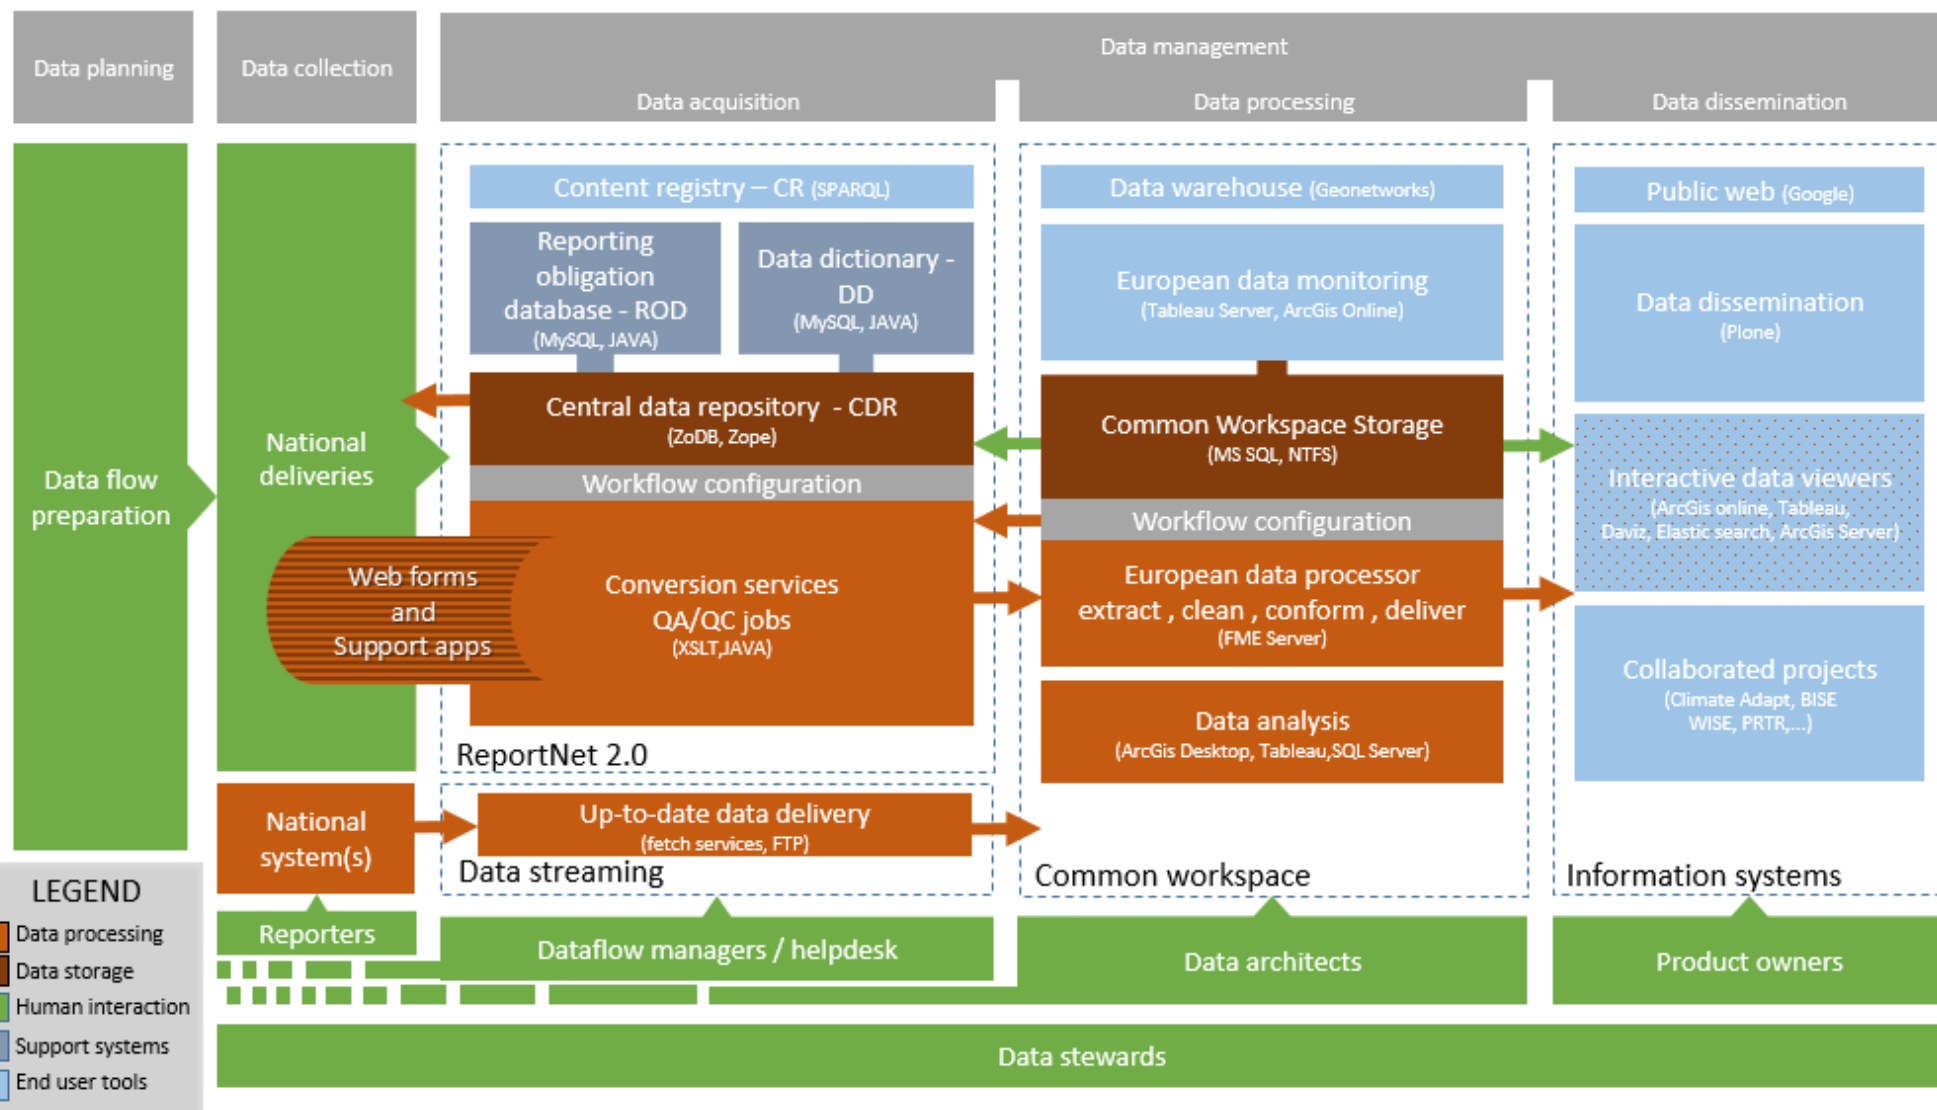 Data planning
Data collection
Data management
Data acquisition
Data processing
Data dissemination
Data flow
preparation
National
deliveries
Content registry – CR (SPARQL)
Reporting
obligation
database - ROD
(MySQL, JAVA)
Data dictionary -
DD
(MySQL, JAVA)
Central data repository - CDR
(ZoDB, Zope)
Workflow configuration
Web forms
and
Support apps
Conversion services
QA/QC jobs
(XSLT,JAVA)
ReportNet 2.0
Data warehouse (Geonetworks)
European data monitoring
(Tableau Server, ArcGis Online)
Common Workspace Storage
(MS SQL, NTFS)
Workflow configuration
European data processor
extract , clean , conform , deliver
(FME Server)
Data analysis
(ArcGis Desktop, Tableau,SQL Server)
Public web (Google)
Data dissemination
(Plone)
Interactive data viewers
(ArcGis online, Tableau,
Daviz, Elastic search, ArcGis Server)
Collaborated projects
(Climate Adapt, BISE
WISE, PRTR,...)
National
system(s)
Up-to-date data delivery
(fetch services, FTP)
Data streaming
Common workspace
Information systems
Reporters
Dataflow managers / helpdesk
Data architects
Product owners
Data stewards
LEGEND
Data processing
Data storage
Human interaction
Support systems
End user tools